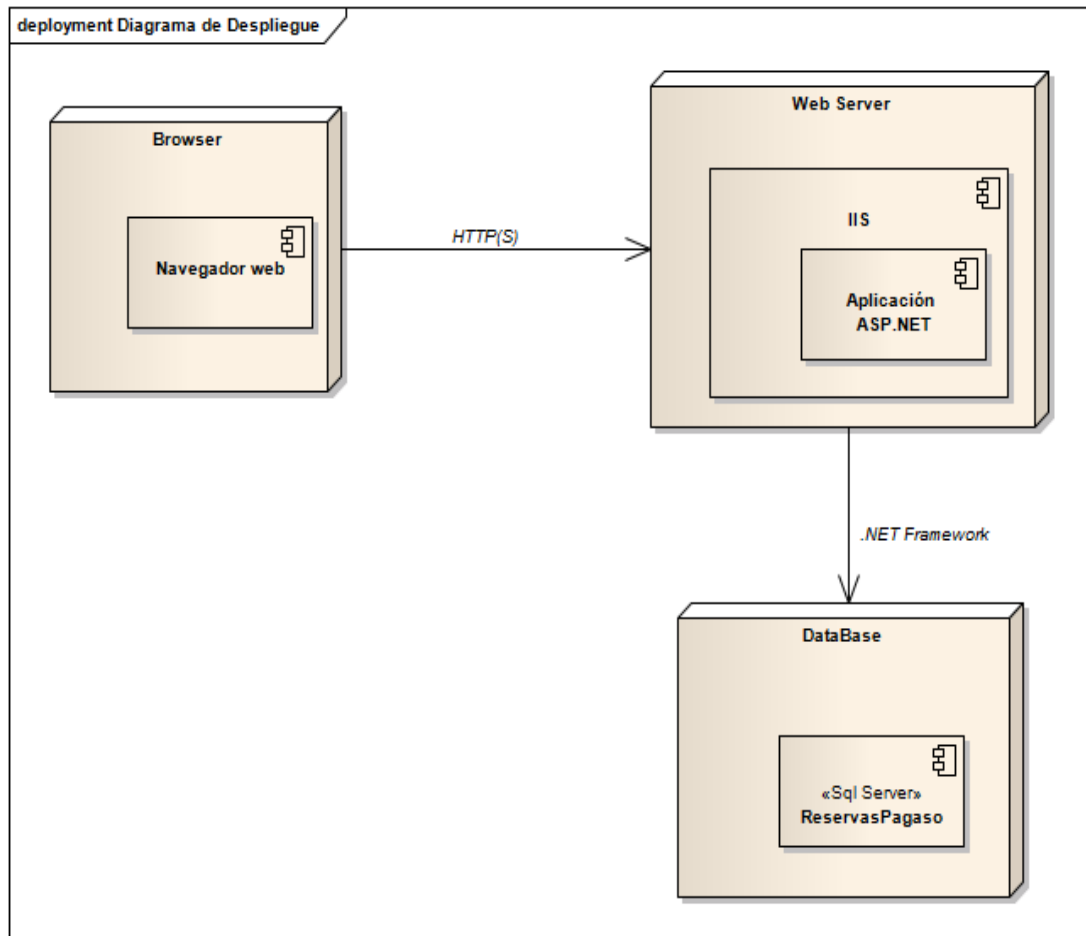 deployment Diagrama de Despliegue
Browser
Navegador web
HTTP(S)
Web Server
IIS
Aplicación
ASP.NET
.NET Framework
DataBase
«Sql Server»
ReservasPagaso